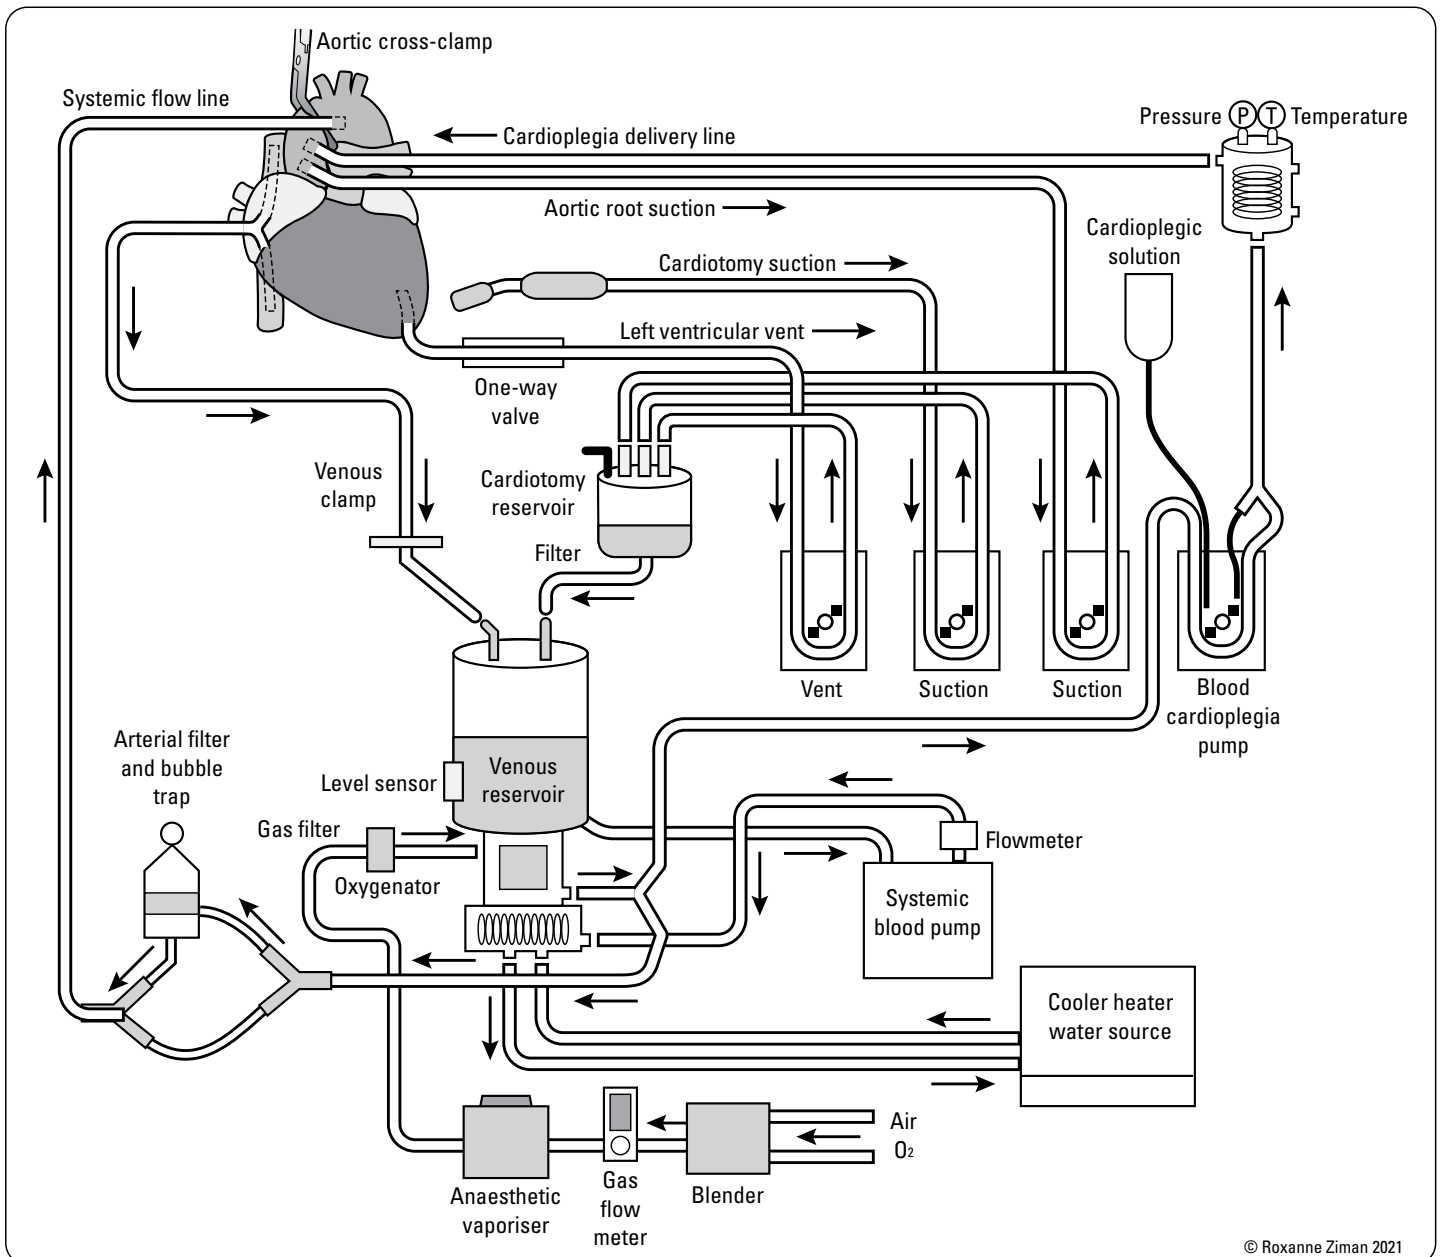 Aortic cross-clamp
Systemic flow line
Cardioplegia delivery line
Pressure P T Temperature
Aortic root suction
Cardioplegic
solution
Cardiotomy suction
Left ventricular vent
One-way
valve
Venous
clamp
Cardiotomy
reservoir
Filter
Vent
Suction
Suction
Blood
cardioplegia
pump
Arterial filter
and bubble
trap
Level sensor
Venous
reservoir
Gas filter
Oxygenator
Flowmeter
Systemic
blood pump
Cooler heater
water source
Air
O₂
Anaesthetic
vaporiser
Gas
flow
meter
Blender
© Roxanne Ziman 2021